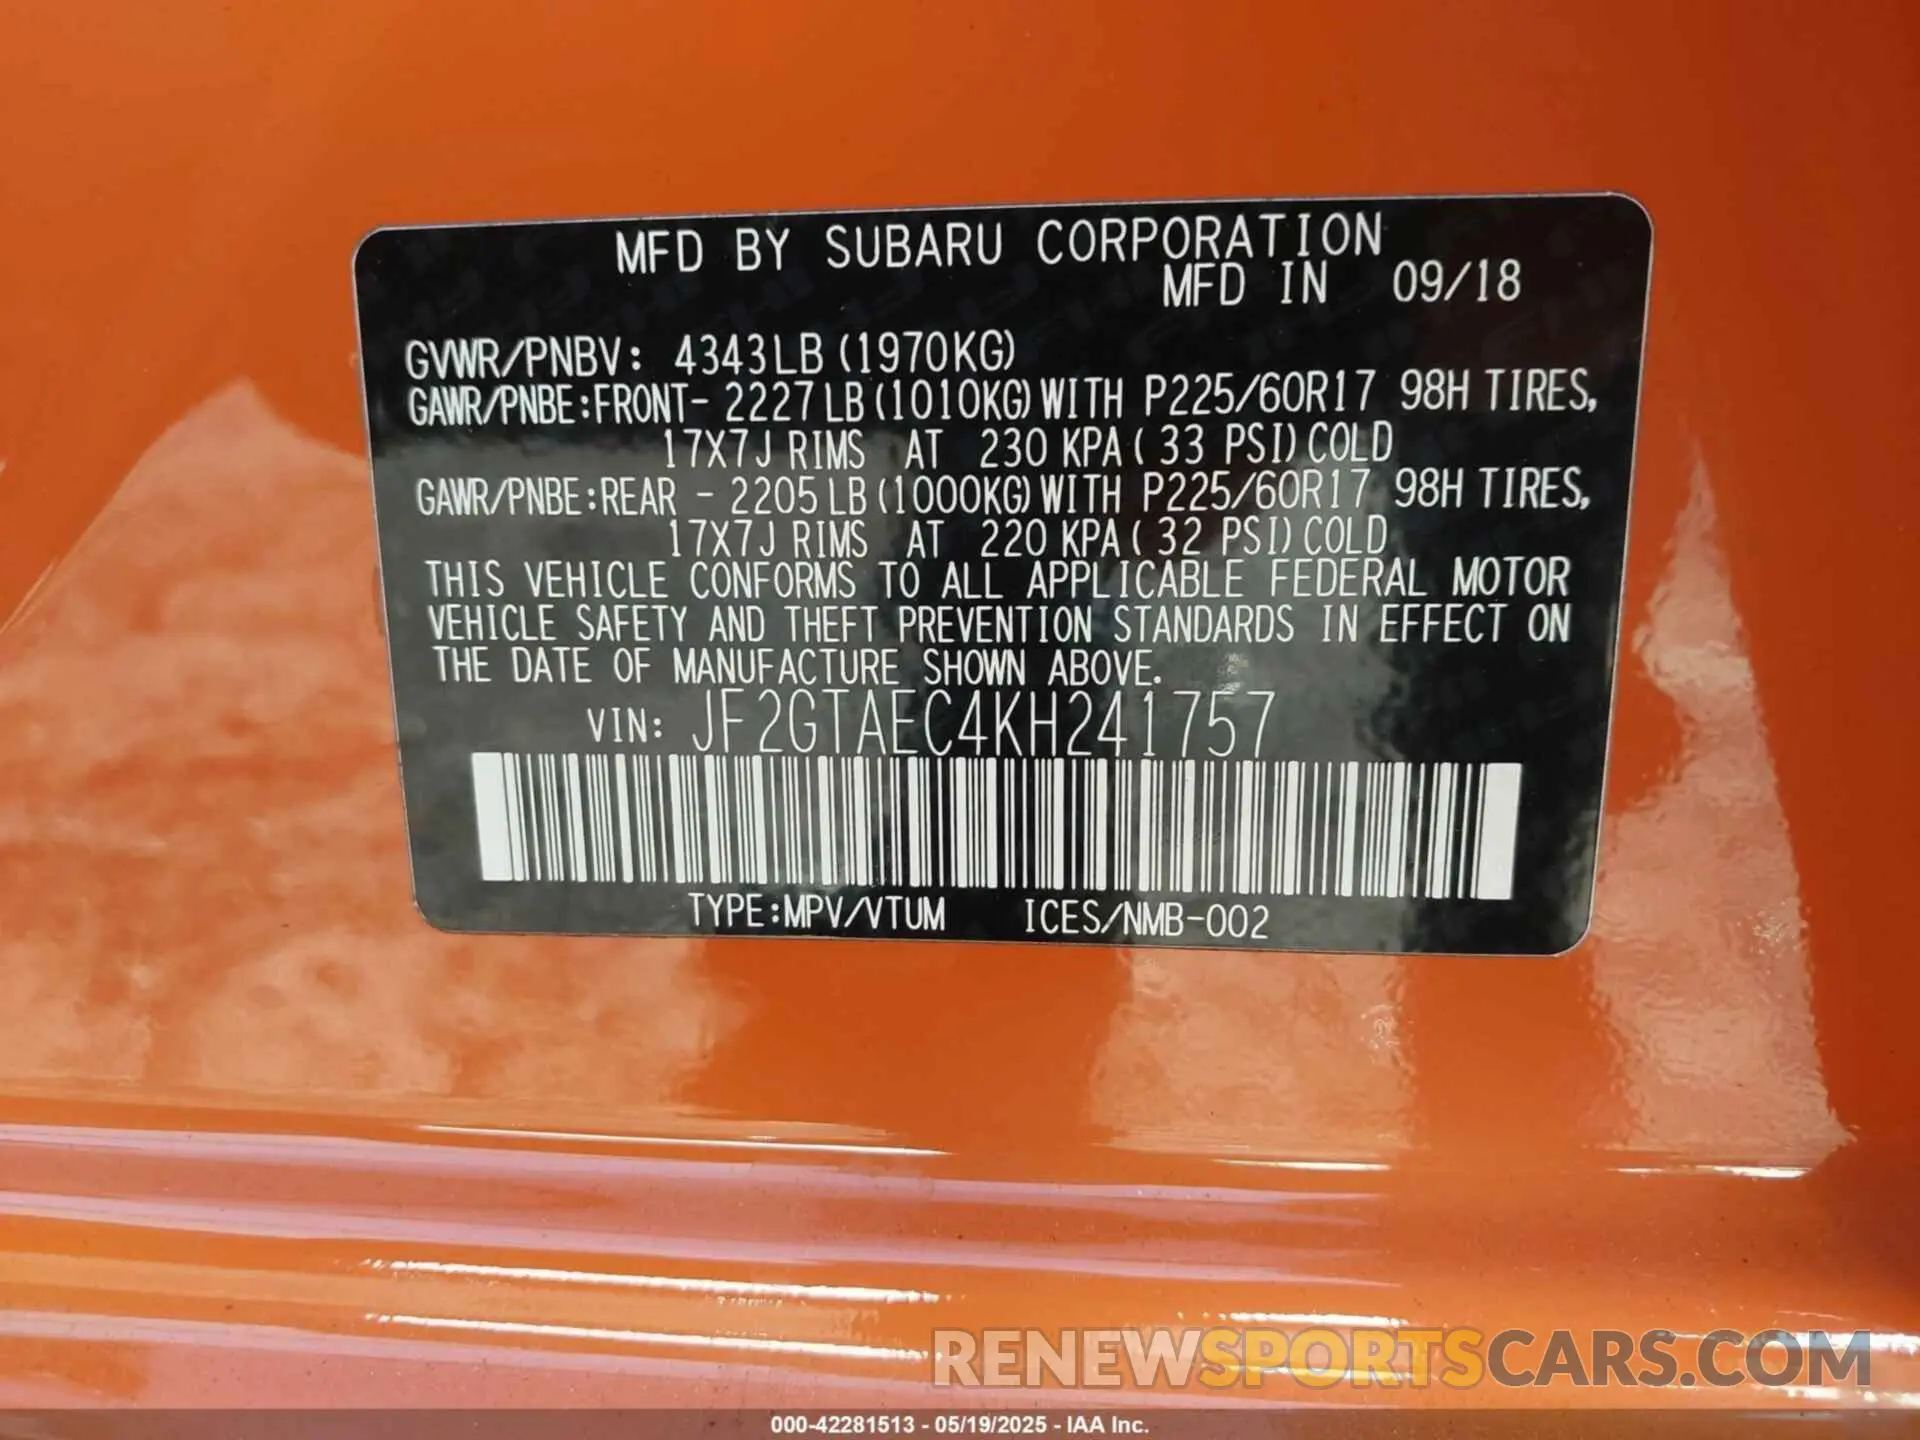 MFD BY SUBARU CORPORATION
MFD IN 09/18
GVWR/PNBV: 4343LB (1970KG)
GAWR/PNBE:FRONT- 2227LB (1010KG) WITH P225/60R17 98H TIRES,
17X7J RIMS AT 230 KPA ( 33 PSI) COLD
GAWR/PNBE:REAR - 2205LB (1000KG) WITH P225/60R17 98H TIRES,
17X7J RIMS AT 220 KPA ( 32 PSI) COLD
THIS VEHICLE CONFORMS TO ALL APPLICABLE FEDERAL MOTOR
VEHICLE SAFETY AND THEFT PREVENTION STANDARDS IN EFFECT ON
THE DATE OF MANUFACTURE SHOWN ABOVE.
VIN: JF2GTAEC4KH241757
TYPE:MPV/VTUM ICES/NMB-002
RENEWSPORTSCARS.COM
000-42281513 - 05/19/2025 - IAA Inc.